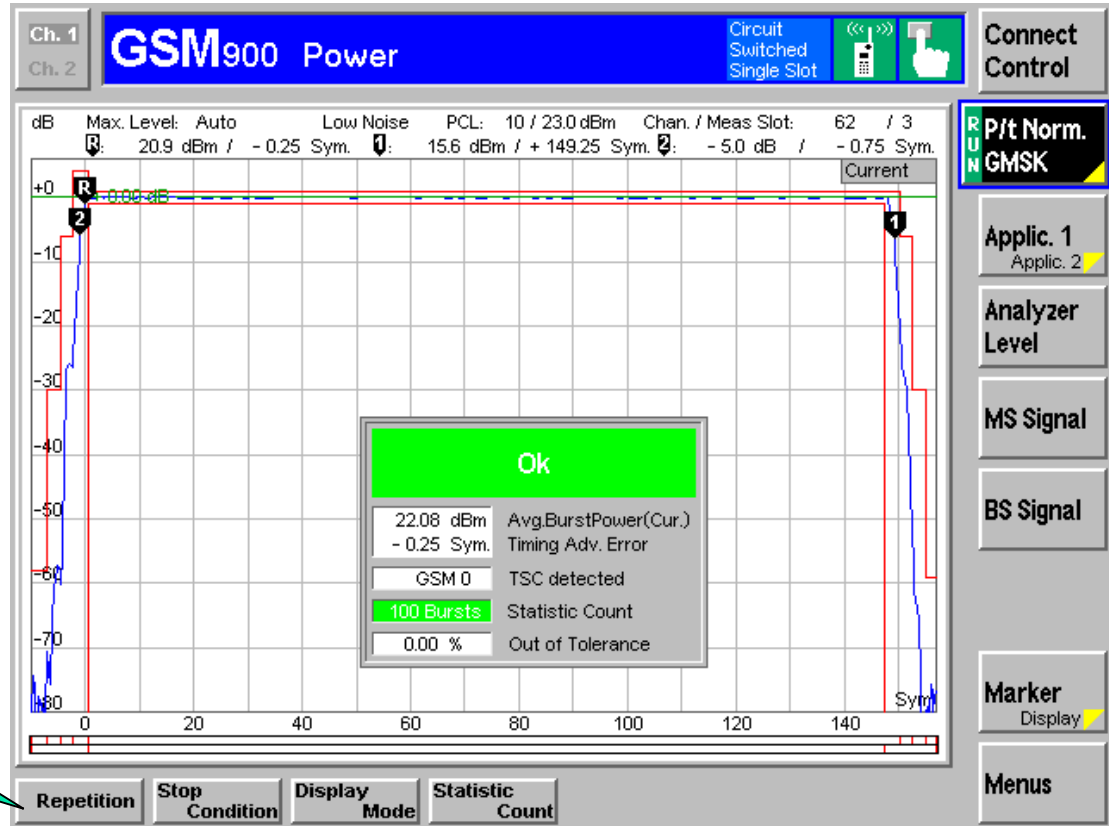 Ch. 1
Ch. 2
GSM900 Power
Circuit
Switched
Single Slot
Connect
Control
dB Max. Level: Auto Low Noise PCL: 10 / 23.0 dBm Chan. / Meas Slot: 62 / 3
R: 20.9 dBm / - 0.25 Sym. 1: 15.6 dBm / + 149.25 Sym. 2: - 5.0 dB / - 0.75 Sym.
Current
RUN
P/t Norm.
GMSK
Applic. 1
Applic. 2
Analyzer
Level
MS Signal
BS Signal
Marker
Display
Menus
+0
R
+ 0.00 dB
2
1
-10
-20
-30
-40
-50
-60
-70
-80
Ok
22.08 dBm Avg.BurstPower(Cur.)
- 0.25 Sym. Timing Adv. Error
GSM 0 TSC detected
100 Bursts Statistic Count
0.00 % Out of Tolerance
Sym
0 20 40 60 80 100 120 140
Repetition
Stop
Condition
Display
Mode
Statistic
Count